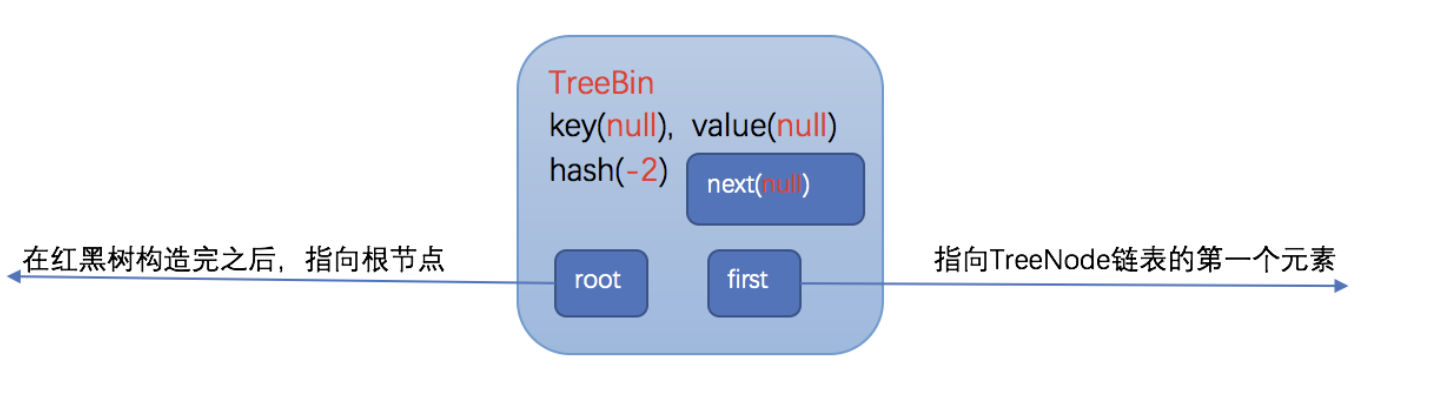 TreeBin
key(null), value(null)
hash(-2)
next(null)
在红黑树构造完之后，指向根节点
root
first
指向TreeNode链表的第一个元素